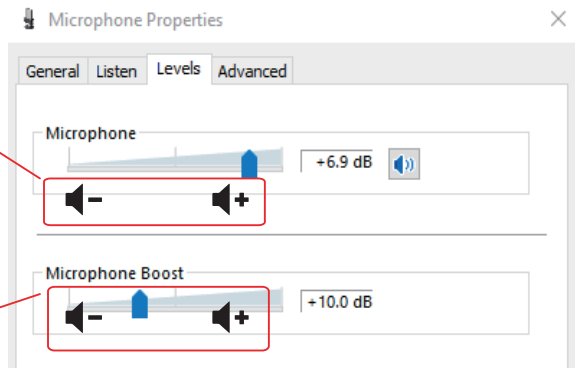 Microphone Properties
General Listen Levels Advanced
Microphone
+6.9 dB
Microphone Boost
+10.0 dB